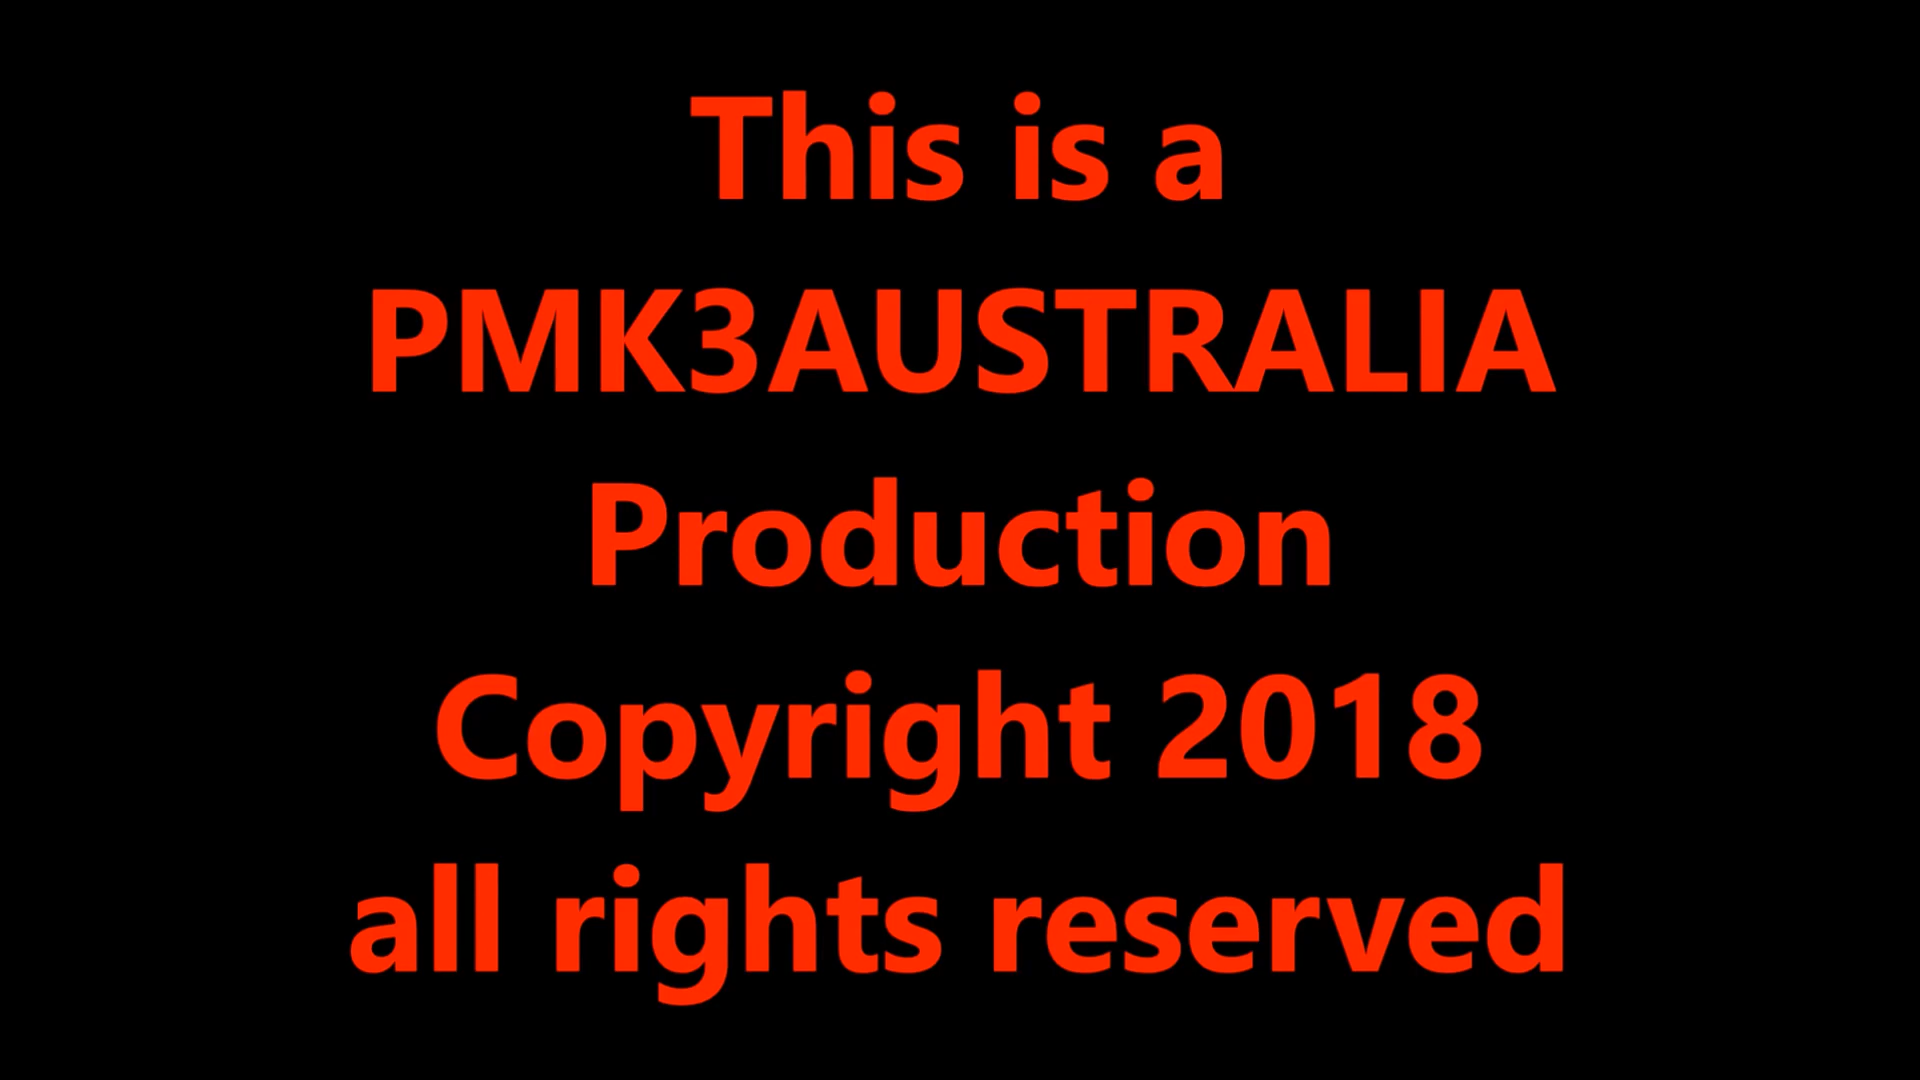 This is a
PMK3AUSTRALIA
Production
Copyright 2018
all rights reserved